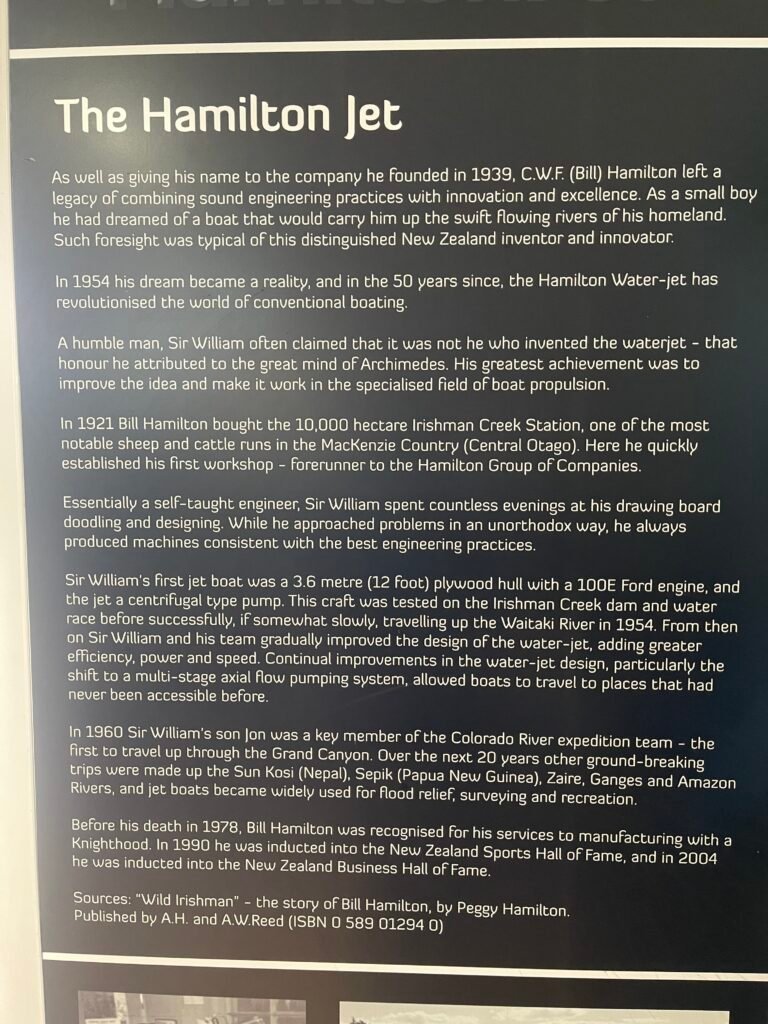 The Hamilton Jet
As well as giving his name to the company he founded in 1939, C.W.F. (Bill) Hamilton left a
legacy of combining sound engineering practices with innovation and excellence. As a small boy
he had dreamed of a boat that would carry him up the swift flowing rivers of his homeland.
Such foresight was typical of this distinguished New Zealand inventor and innovator.
In 1954 his dream became a reality, and in the 50 years since, the Hamilton Water-jet has
revolutionised the world of conventional boating.
A humble man, Sir William often claimed that it was not he who invented the waterjet – that
honour he attributed to the great mind of Archimedes. His greatest achievement was to
improve the idea and make it work in the specialised field of boat propulsion.
In 1921 Bill Hamilton bought the 10,000 hectare Irishman Creek Station, one of the most
notable sheep and cattle runs in the MacKenzie Country (Central Otago). Here he quickly
established his first workshop – forerunner to the Hamilton Group of Companies.
Essentially a self-taught engineer, Sir William spent countless evenings at his drawing board
doodling and designing. While he approached problems in an unorthodox way, he always
produced machines consistent with the best engineering practices.
Sir William's first jet boat was a 3.6 metre (12 foot) plywood hull with a 100E Ford engine, and
the jet a centrifugal type pump. This craft was tested on the Irishman Creek dam and water
race before successfully, if somewhat slowly, travelling up the Waitaki River in 1954. From then
on Sir William and his team gradually improved the design of the water-jet, adding greater
efficiency, power and speed. Continual improvements in the water-jet design, particularly the
shift to a multi-stage axial flow pumping system, allowed boats to travel to places that had
never been accessible before.
In 1960 Sir William's son Jon was a key member of the Colorado River expedition team – the
first to travel up through the Grand Canyon. Over the next 20 years other ground-breaking
trips were made up the Sun Kosi (Nepal), Sepik (Papua New Guinea), Zaire, Ganges and Amazon
Rivers, and jet boats became widely used for flood relief, surveying and recreation.
Before his death in 1978, Bill Hamilton was recognised for his services to manufacturing with a
Knighthood. In 1990 he was inducted into the New Zealand Sports Hall of Fame, and in 2004
he was inducted into the New Zealand Business Hall of Fame.
Sources: "Wild Irishman" – the story of Bill Hamilton, by Peggy Hamilton.
Published by A.H. and A.W.Reed (ISBN 0 589 01294 0)